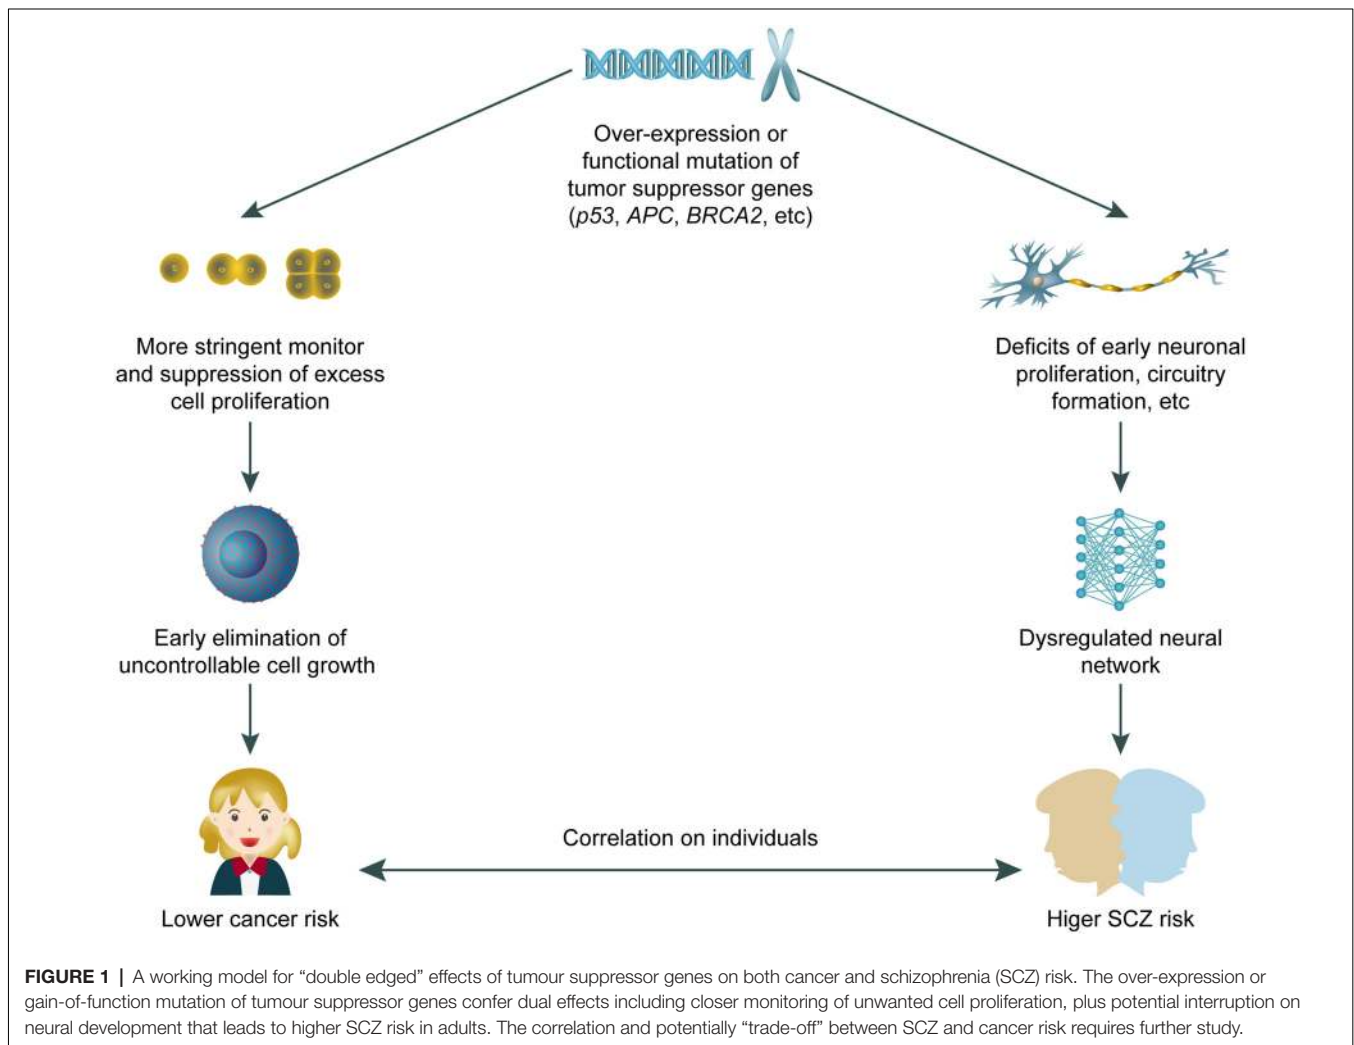 Over-expression or
functional mutation of
tumor suppressor genes
(p53, APC, BRCA2, etc)
More stringent monitor
and suppression of excess
cell proliferation
Deficits of early neuronal
proliferation, circuitry
formation, etc
Early elimination of
uncontrollable cell growth
Dysregulated neural
network
Correlation on individuals
Lower cancer risk
Higer SCZ risk
FIGURE 1 | A working model for “double edged” effects of tumour suppressor genes on both cancer and schizophrenia (SCZ) risk. The over-expression or
gain-of-function mutation of tumour suppressor genes confer dual effects including closer monitoring of unwanted cell proliferation, plus potential interruption on
neural development that leads to higher SCZ risk in adults. The correlation and potentially “trade-off” between SCZ and cancer risk requires further study.